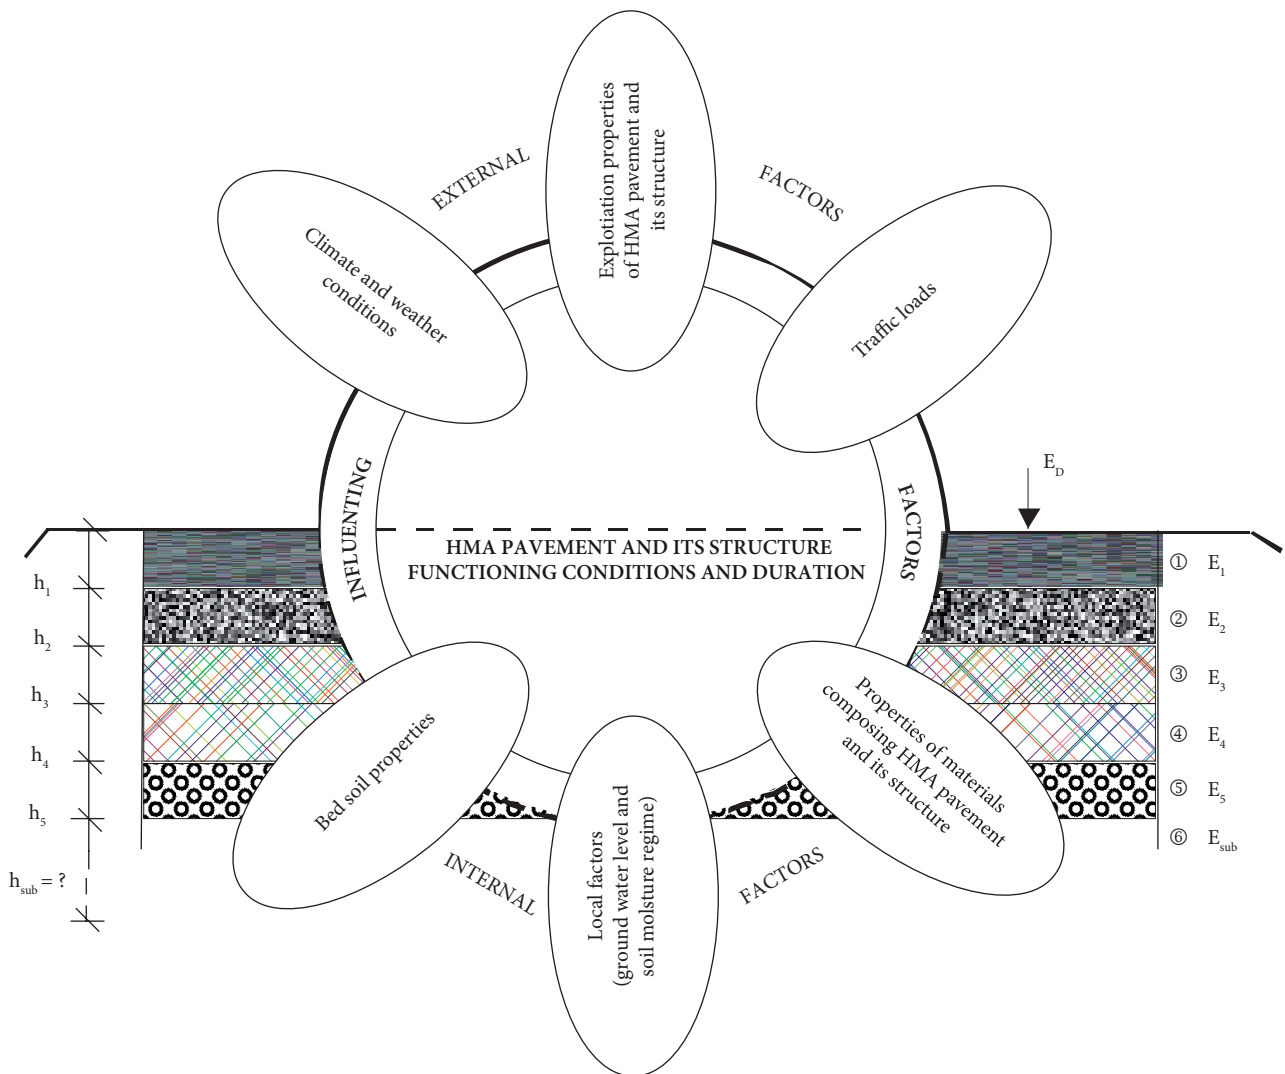 EXTERNAL
FACTORS
Explotiation properties
of HMA pavement and
its structure
Climate and weather
conditions
Traffic loads
INFLUENTING
FACTORS
E_D
HMA PAVEMENT AND ITS STRUCTURE
FUNCTIONING CONDITIONS AND DURATION
h_1
h_2
h_3
h_4
h_5
h_sub = ?
① E_1
② E_2
③ E_3
④ E_4
⑤ E_5
⑥ E_sub
Bed soil properties
Local factors
(ground water level and
soil molsture regime)
Properties of materials
composing HMA pavement
and its structure
INTERNAL
FACTORS